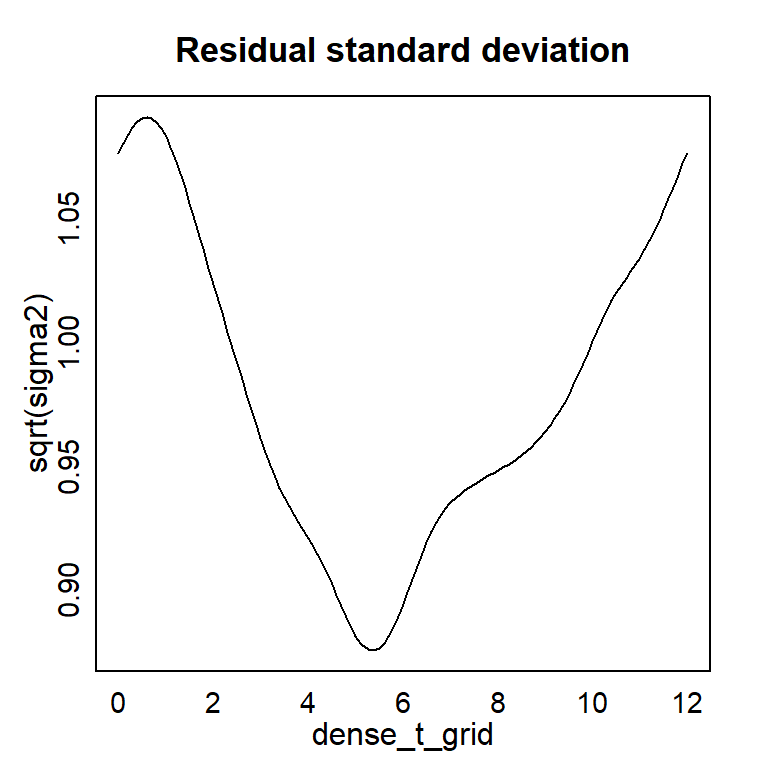 Residual standard deviation
sqrt(sigma2)
1.05
1.00
0.95
0.90
0 2 4 6 8 10 12
dense_t_grid